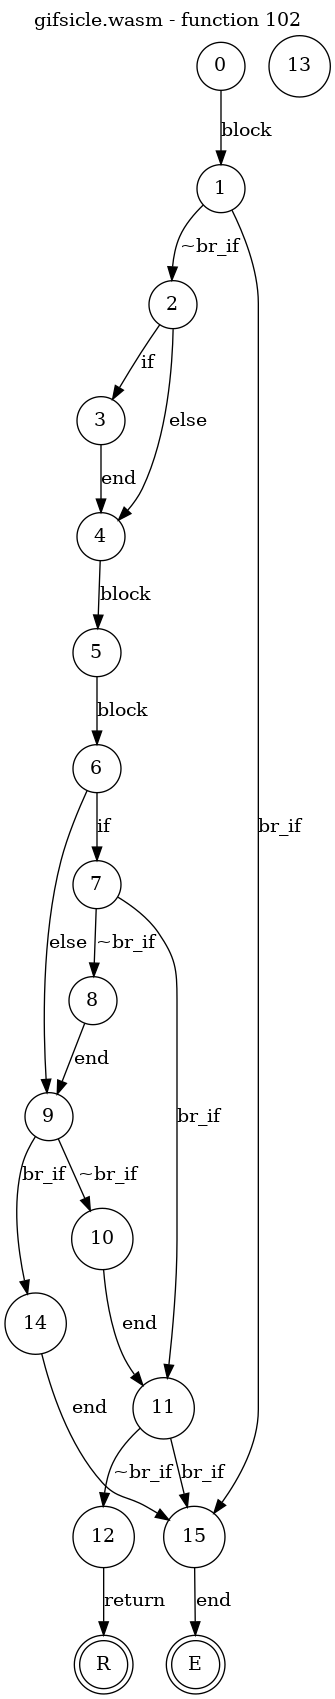 gifsicle.wasm - function 102
0
13
block
1
~br_if
2
if
else
3
end
4
block
5
block
6
if
br_if
7
else
~br_if
8
end
9
br_if
br_if
~br_if
10
14
end
end
11
~br_if
br_if
12
15
return
end
R
E